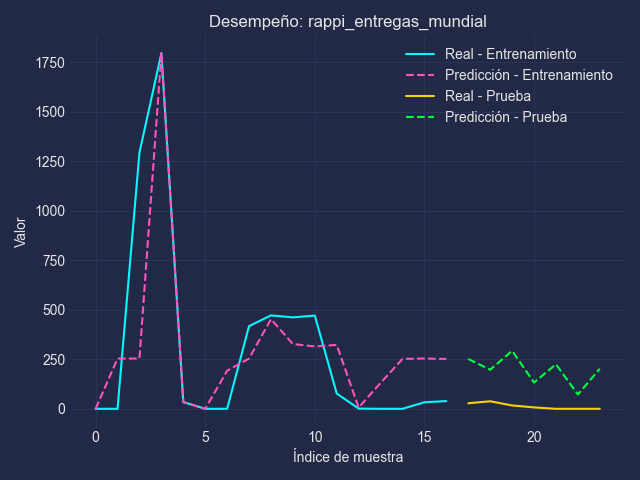 Desempeño: rappi_entregas_mundial
Real - Entrenamiento
Predicción - Entrenamiento
Real - Prueba
Predicción - Prueba
Valor
1750
1500
1250
1000
750
500
250
0
0 5 10 15 20
Índice de muestra